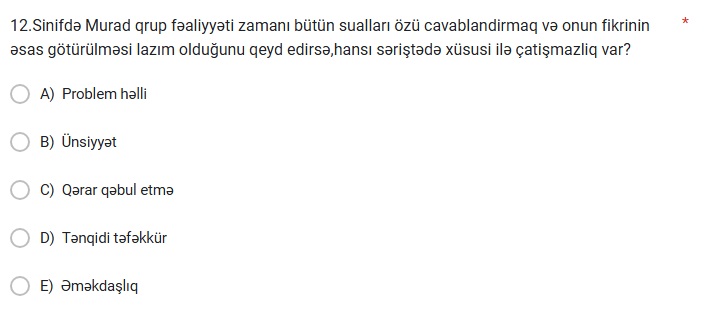 12.Sinifdə Murad qrup fəaliyyəti zamanı bütün sualları özü cavablandirmaq və onun fikrinin *
əsas götürülməsi lazım olduğunu qeyd edirsə,hansı səriştədə xüsusi ilə çatişmazliq var?
A) Problem həlli
B) Ünsiyyət
C) Qərar qəbul etmə
D) Tənqidi təfəkkür
E) Əməkdaşlıq